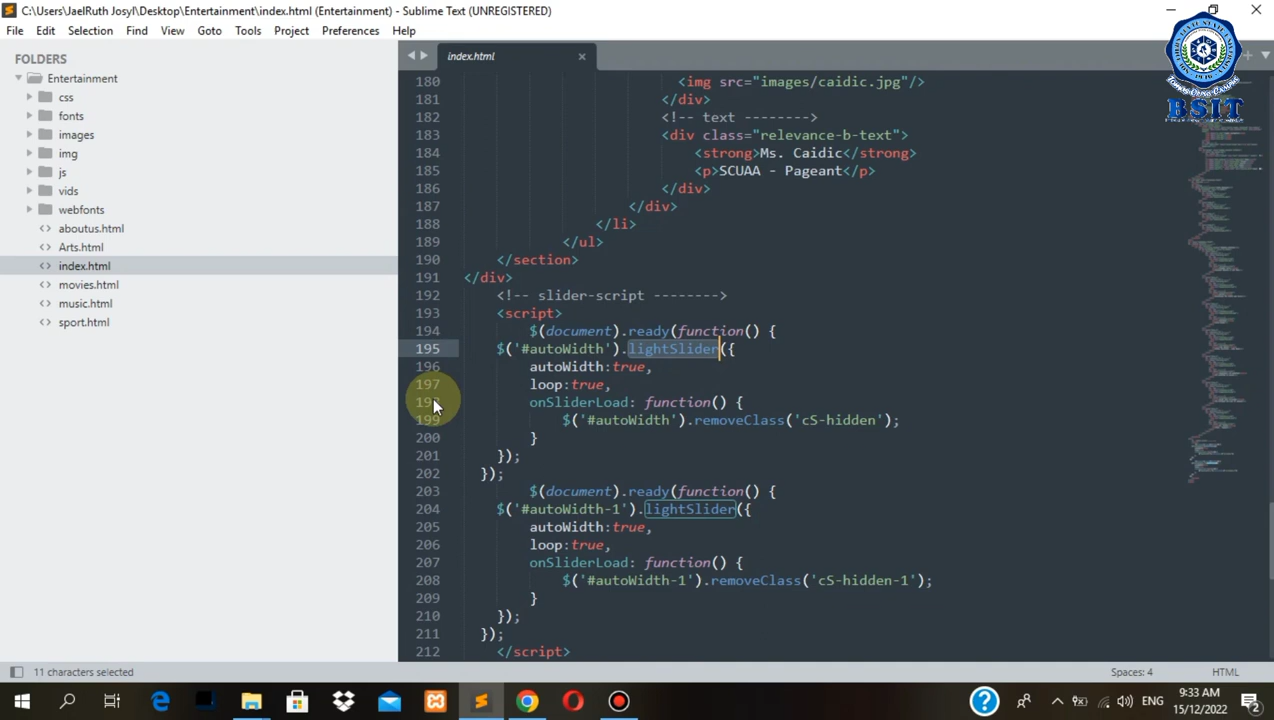 C:\Users\JaelRuth Josyl\Desktop\Entertainment\index.html (Entertainment) - Sublime Text (UNREGISTERED)
File Edit Selection Find View Goto Tools Project Preferences Help
FOLDERS
Entertainment
css
fonts
images
img
js
vids
webfonts
aboutus.html
Arts.html
index.html
movies.html
music.html
sport.html
index.html
BSIT
180 <img src="images/caidic.jpg"/>
181 </div>
182 <!-- text -------->
183 <div class="relevance-b-text">
184 <strong>Ms. Caidic</strong>
185 <p>SCUAA - Pageant</p>
186 </div>
187 </div>
188 </li>
189 </ul>
190 </section>
191 </div>
192 <!-- slider-script -------->
193 <script>
194 $(document).ready(function() {
195 $('#autoWidth').lightSlider({
196 autoWidth:true,
197 loop:true,
198 onSliderLoad: function() {
199 $('#autoWidth').removeClass('cS-hidden');
200 }
201 });
202 });
203 $(document).ready(function() {
204 $('#autoWidth-1').lightSlider({
205 autoWidth:true,
206 loop:true,
207 onSliderLoad: function() {
208 $('#autoWidth-1').removeClass('cS-hidden-1');
209 }
210 });
211 });
212 </script>
11 characters selected
Spaces: 4 HTML
ENG
9:33 AM
15/12/2022
2